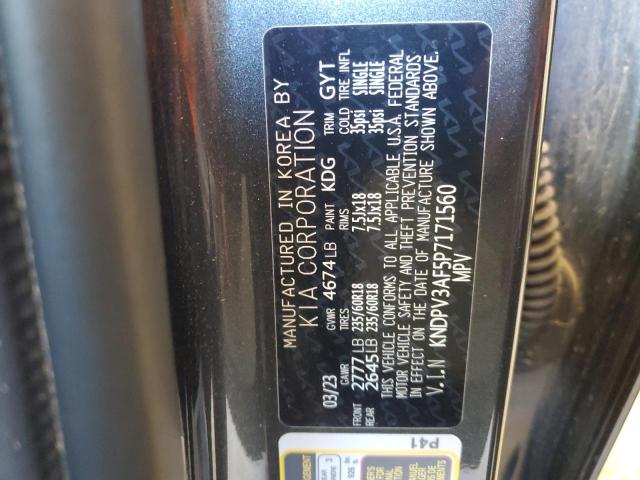 MANUFACTURED IN KOREA BY
KIA CORPORATION
03/23 GVWR 4674LB PAINT KDG TRIM GYT
GAWR TIRES RIMS COLD TIRE INFL
FRONT 2777LB 235/60R18 7.5Jx18 35psi SINGLE
REAR 2645LB 235/60R18 7.5Jx18 35psi SINGLE
THIS VEHICLE CONFORMS TO ALL APPLICABLE U.S.A. FEDERAL
MOTOR VEHICLE SAFETY AND THEFT PREVENTION STANDARDS
IN EFFECT ON THE DATE OF MANUFACTURE SHOWN ABOVE.
V.I.N KNDPV3AF5P7171560
MPV
P41